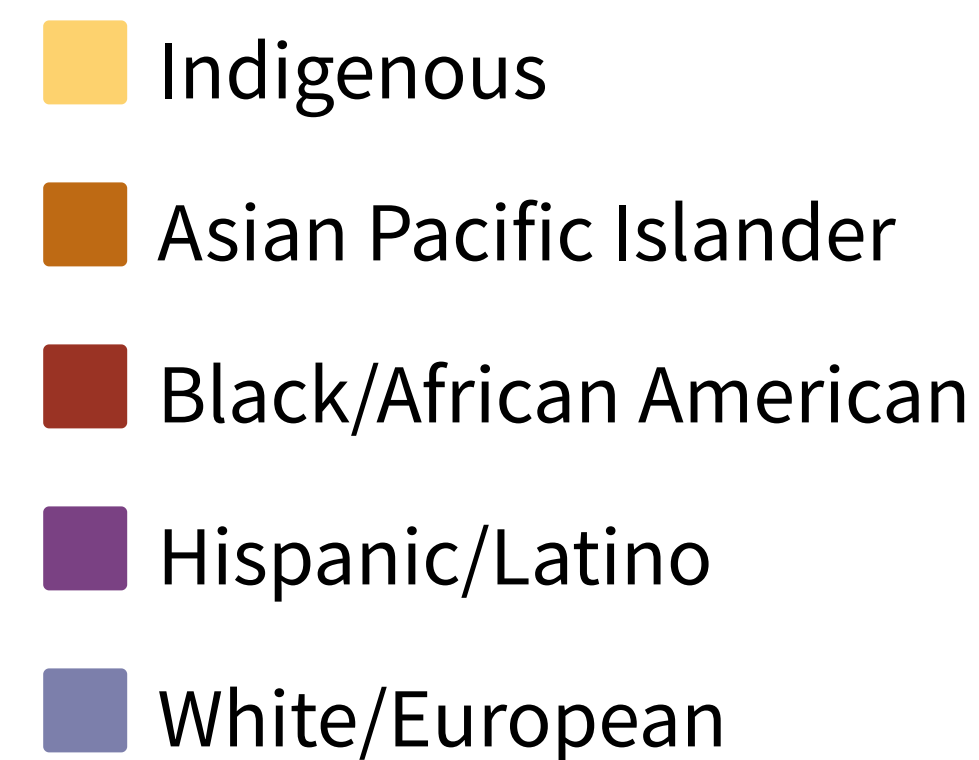 Indigenous
Asian Pacific Islander
Black/African American
Hispanic/Latino
White/European